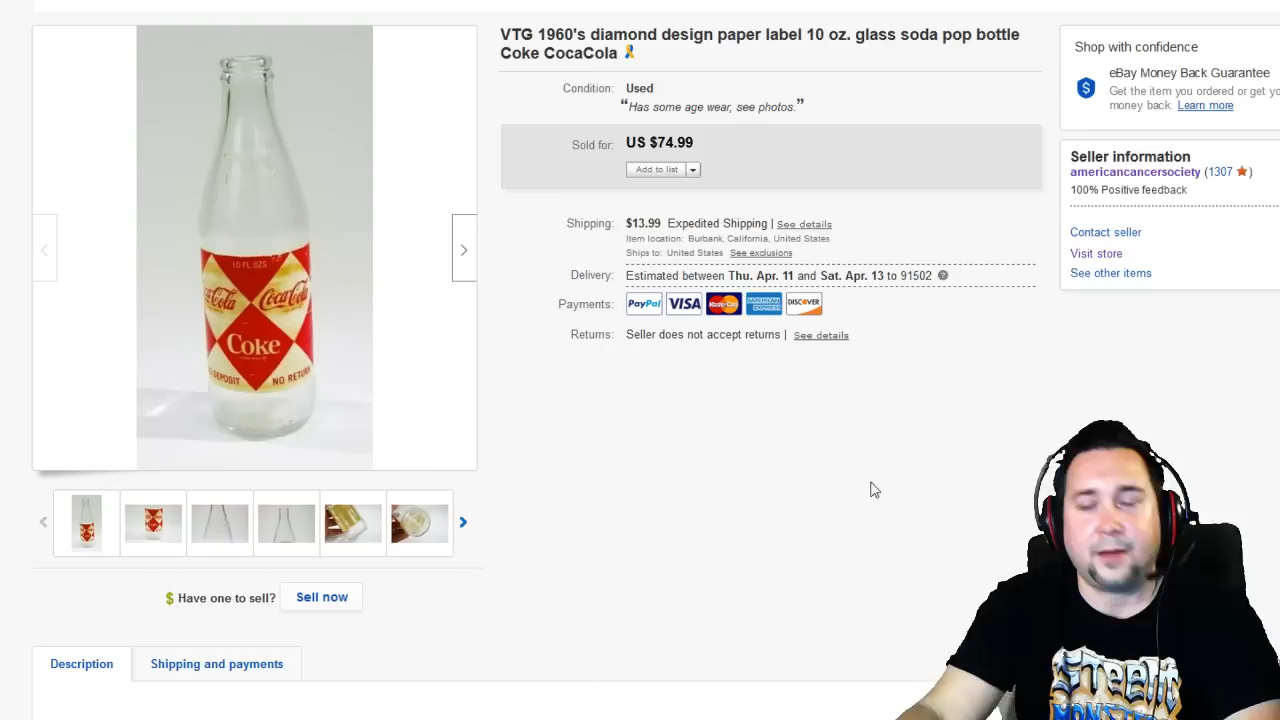 VTG 1960's diamond design paper label 10 oz. glass soda pop bottle
Coke CocaCola
Condition: Used
“Has some age wear, see photos.”
Sold for: US $74.99
Add to list
Shipping: $13.99 Expedited Shipping | See details
Item location: Burbank, California, United States
Ships to: United States See exclusions
Delivery: Estimated between Thu. Apr. 11 and Sat. Apr. 13 to 91502
Payments: PayPal VISA MasterCard AMERICAN EXPRESS DISCOVER
Returns: Seller does not accept returns | See details
Shop with confidence
eBay Money Back Guarantee
Get the item you ordered or get yo
money back. Learn more
Seller information
americancancersociety (1307)
100% Positive feedback
Contact seller
Visit store
See other items
10 FL. OZS.
Coca-Cola
Coke
DEPOSIT NO RETURN
$ Have one to sell? Sell now
Description
Shipping and payments
STREET
MONSTERS